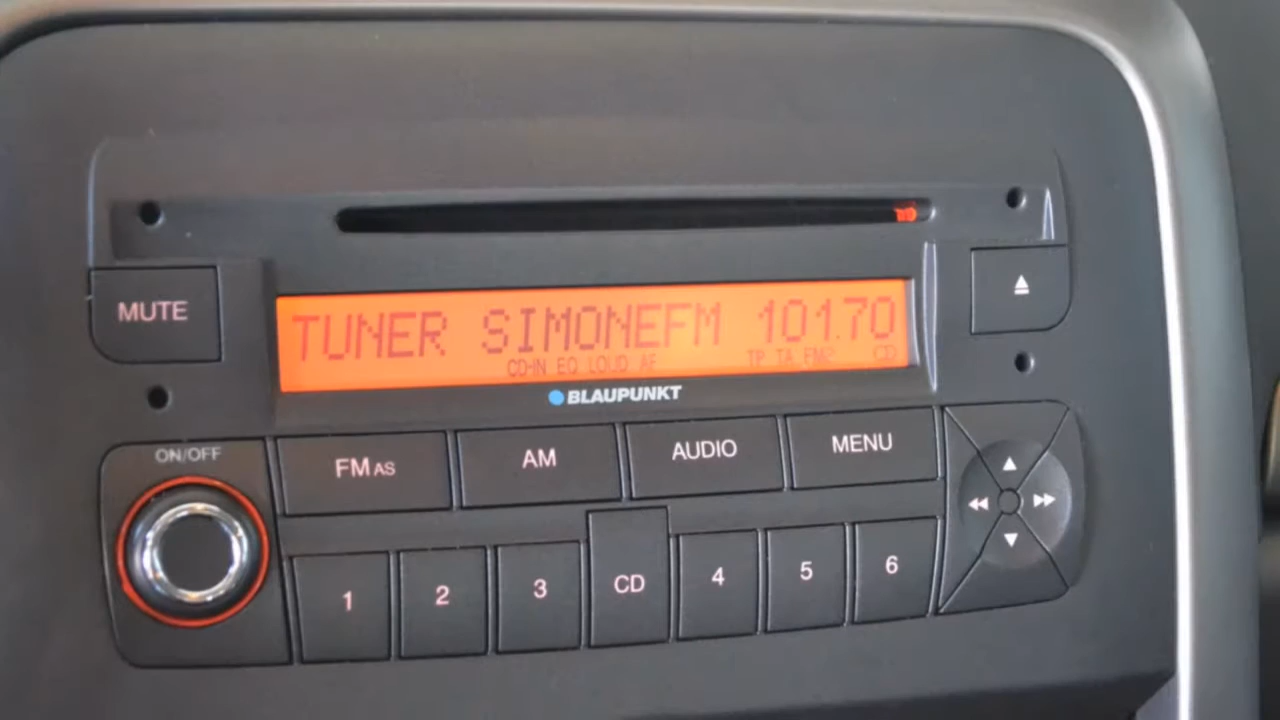 MUTE
TUNER SIMONEFM 101.70
CD-IN EQ LOUD AF TP TA FM2 CD
BLAUPUNKT
ON/OFF
FM AS AM AUDIO MENU
1 2 3 CD 4 5 6